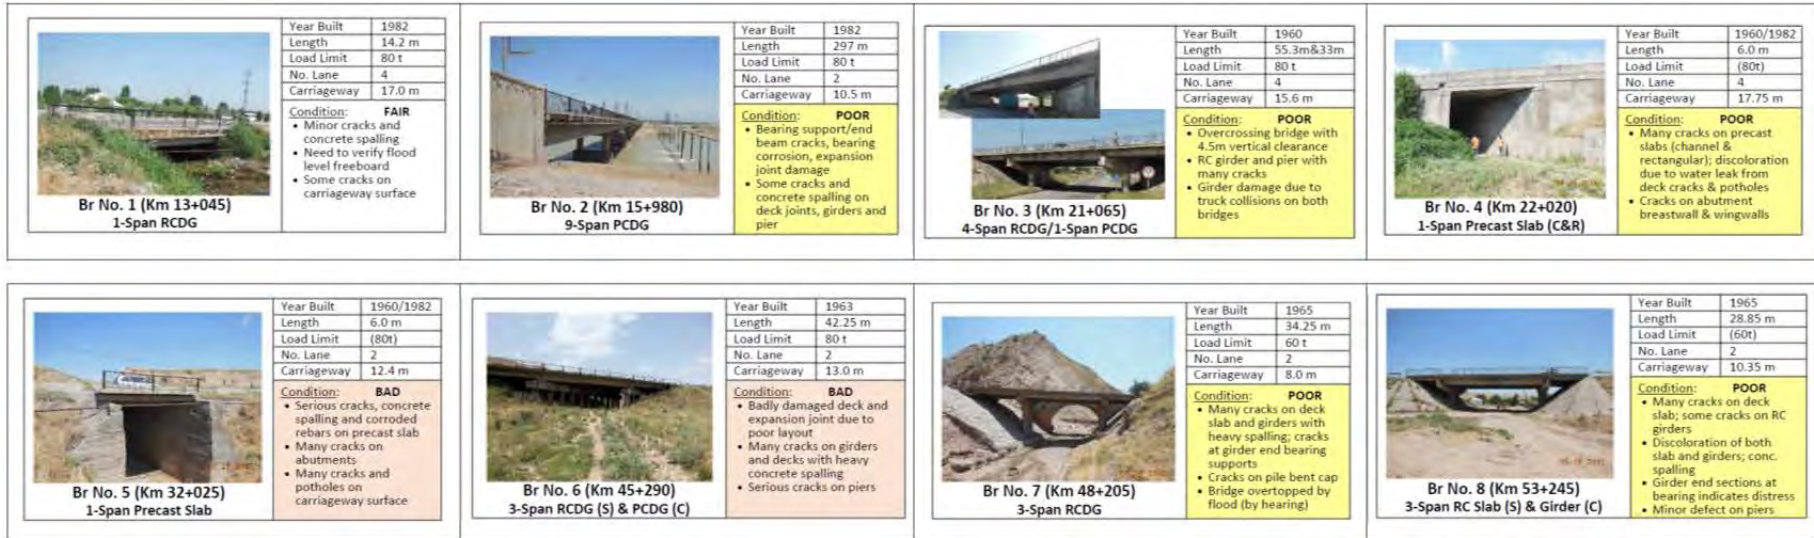 Year Built 1982
Length 14.2 m
Load Limit 80 t
No. Lane 4
Carriageway 17.0 m
Condition: FAIR
• Minor cracks and
concrete spalling
• Need to verify flood
level freeboard
• Some cracks on
carriageway surface
Br No. 1 (Km 13+045)
1-Span RCDG
Year Built 1982
Length 297 m
Load Limit 80 t
No. Lane 2
Carriageway 10.5 m
Condition: POOR
• Bearing support/end
beam cracks, bearing
corrosion, expansion
joint damage
• Some cracks and
concrete spalling on
deck joints, girders and
pier
Br No. 2 (Km 15+980)
9-Span PCDG
Year Built 1960
Length 55.3m&33m
Load Limit 80 t
No. Lane 4
Carriageway 15.6 m
Condition: POOR
• Overcrossing bridge with
4.5m vertical clearance
• RC girder and pier with
many cracks
• Girder damage due to
truck collisions on both
bridges
Br No. 3 (Km 21+065)
4-Span RCDG/1-Span PCDG
Year Built 1960/1982
Length 6.0 m
Load Limit (80t)
No. Lane 4
Carriageway 17.75 m
Condition: POOR
• Many cracks on precast
slabs (channel &
rectangular); discoloration
due to water leak from
deck cracks & potholes
• Cracks on abutment
breastwall & wingwalls
Br No. 4 (Km 22+020)
1-Span Precast Slab (C&R)
Year Built 1960/1982
Length 6.0 m
Load Limit (80t)
No. Lane 2
Carriageway 12.4 m
Condition: BAD
• Serious cracks, concrete
spalling and corroded
rebars on precast slab
• Many cracks on
abutments
• Many cracks and
potholes on
carriageway surface
Br No. 5 (Km 32+025)
1-Span Precast Slab
Year Built 1963
Length 42.25 m
Load Limit 80 t
No. Lane 2
Carriageway 13.0 m
Condition: BAD
• Badly damaged deck and
expansion joint due to
poor layout
• Many cracks on girders
and decks with heavy
concrete spalling
• Serious cracks on piers
Br No. 6 (Km 45+290)
3-Span RCDG (S) & PCDG (C)
Year Built 1965
Length 34.25 m
Load Limit 60 t
No. Lane 2
Carriageway 8.0 m
Condition: POOR
• Many cracks on deck
slab and girders with
heavy spalling; cracks
at girder end bearing
supports
• Cracks on pile bent cap
• Bridge overtopped by
flood (by hearing)
Br No. 7 (Km 48+205)
3-Span RCDG
Year Built 1965
Length 28.85 m
Load Limit (60t)
No. Lane 2
Carriageway 10.35 m
Condition: POOR
• Many cracks on deck
slab; some cracks on RC
girders
• Discoloration of both
slab and girders; conc.
spalling
• Girder end sections at
bearing indicates distress
• Minor defect on piers
Br No. 8 (Km 53+245)
3-Span RC Slab (S) & Girder (C)